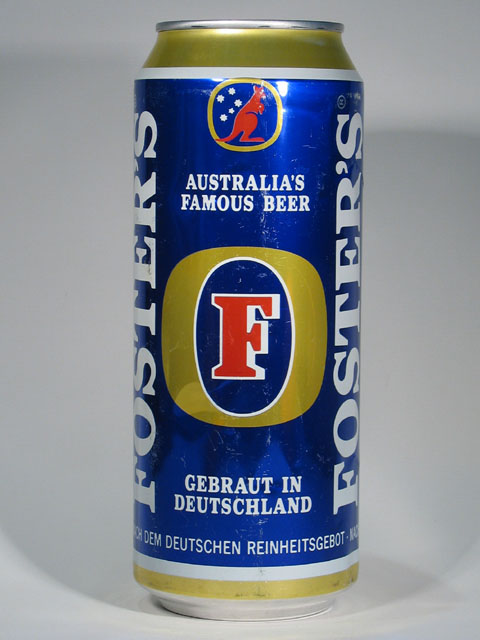 AUSTRALIA'S
FAMOUS BEER
FOSTER'S
F
FOSTER'S
GEBRAUT IN
DEUTSCHLAND
DEM DEUTSCHEN REINHEITSGEBOT -